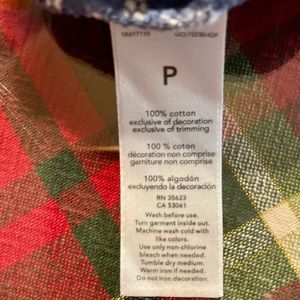 P
100% cotton
exclusive of decoration
exclusive of trimming
100 % coton
décoration non comprise
garniture non comprise
100% algodón
excluyendo la decoración
RN 35623
CA 53061
Wash before use.
Turn garment inside out.
Machine wash cold with
like colors.
Use only non-chlorine
bleach when needed.
Tumble dry medium.
Warm iron if needed.
Do not iron decoration.